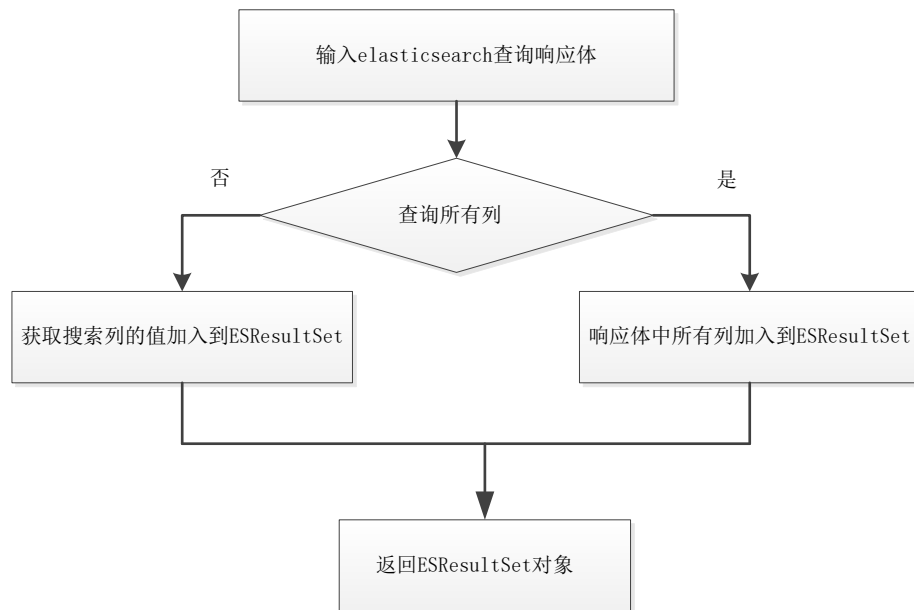 输入elasticsearch查询响应体
否
是
查询所有列
获取搜索列的值加入到ESResultSet
响应体中所有列加入到ESResultSet
返回ESResultSet对象